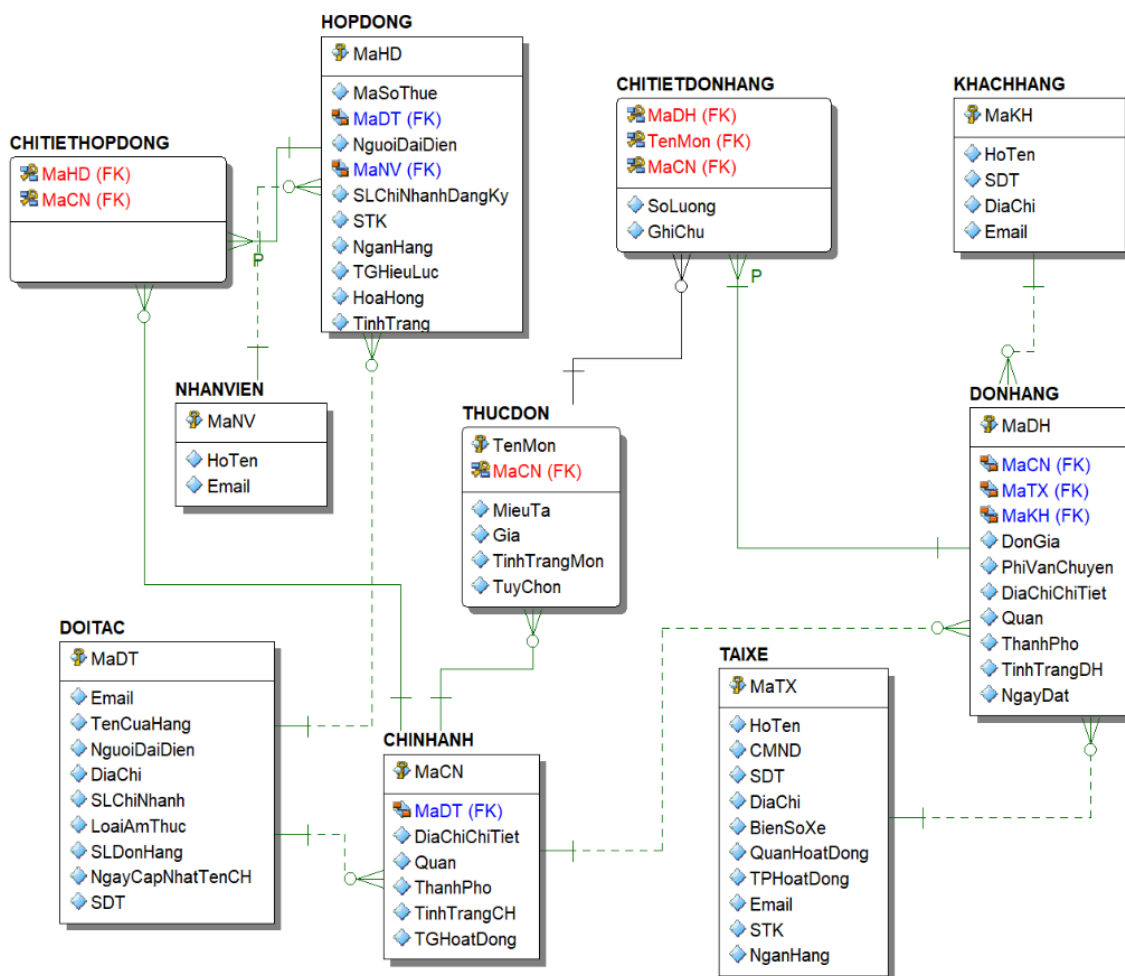 HOPDONG
MaHD
MaSoThue
MaDT (FK)
NguoiDaiDien
MaNV (FK)
SLChiNhanhDangKy
STK
NganHang
TGHieuLuc
HoaHong
TinhTrang
CHITIETDONHANG
MaDH (FK)
TenMon (FK)
MaCN (FK)
SoLuong
GhiChu
P
KHACHHANG
MaKH
HoTen
SDT
DiaChi
Email
CHITIETHOPDONG
MaHD (FK)
MaCN (FK)
P
NHANVIEN
MaNV
HoTen
Email
THUCDON
TenMon
MaCN (FK)
MieuTa
Gia
TinhTrangMon
TuyChon
DONHANG
MaDH
MaCN (FK)
MaTX (FK)
MaKH (FK)
DonGia
PhiVanChuyen
DiaChiChiTiet
Quan
ThanhPho
TinhTrangDH
NgayDat
DOITAC
MaDT
Email
TenCuaHang
NguoiDaiDien
DiaChi
SLChiNhanh
LoaiAmThuc
SLDonHang
NgayCapNhatTenCH
SDT
CHINHANH
MaCN
MaDT (FK)
DiaChiChiTiet
Quan
ThanhPho
TinhTrangCH
TGHoatDong
TAIXE
MaTX
HoTen
CMND
SDT
DiaChi
BienSoXe
QuanHoatDong
TPHoatDong
Email
STK
NganHang